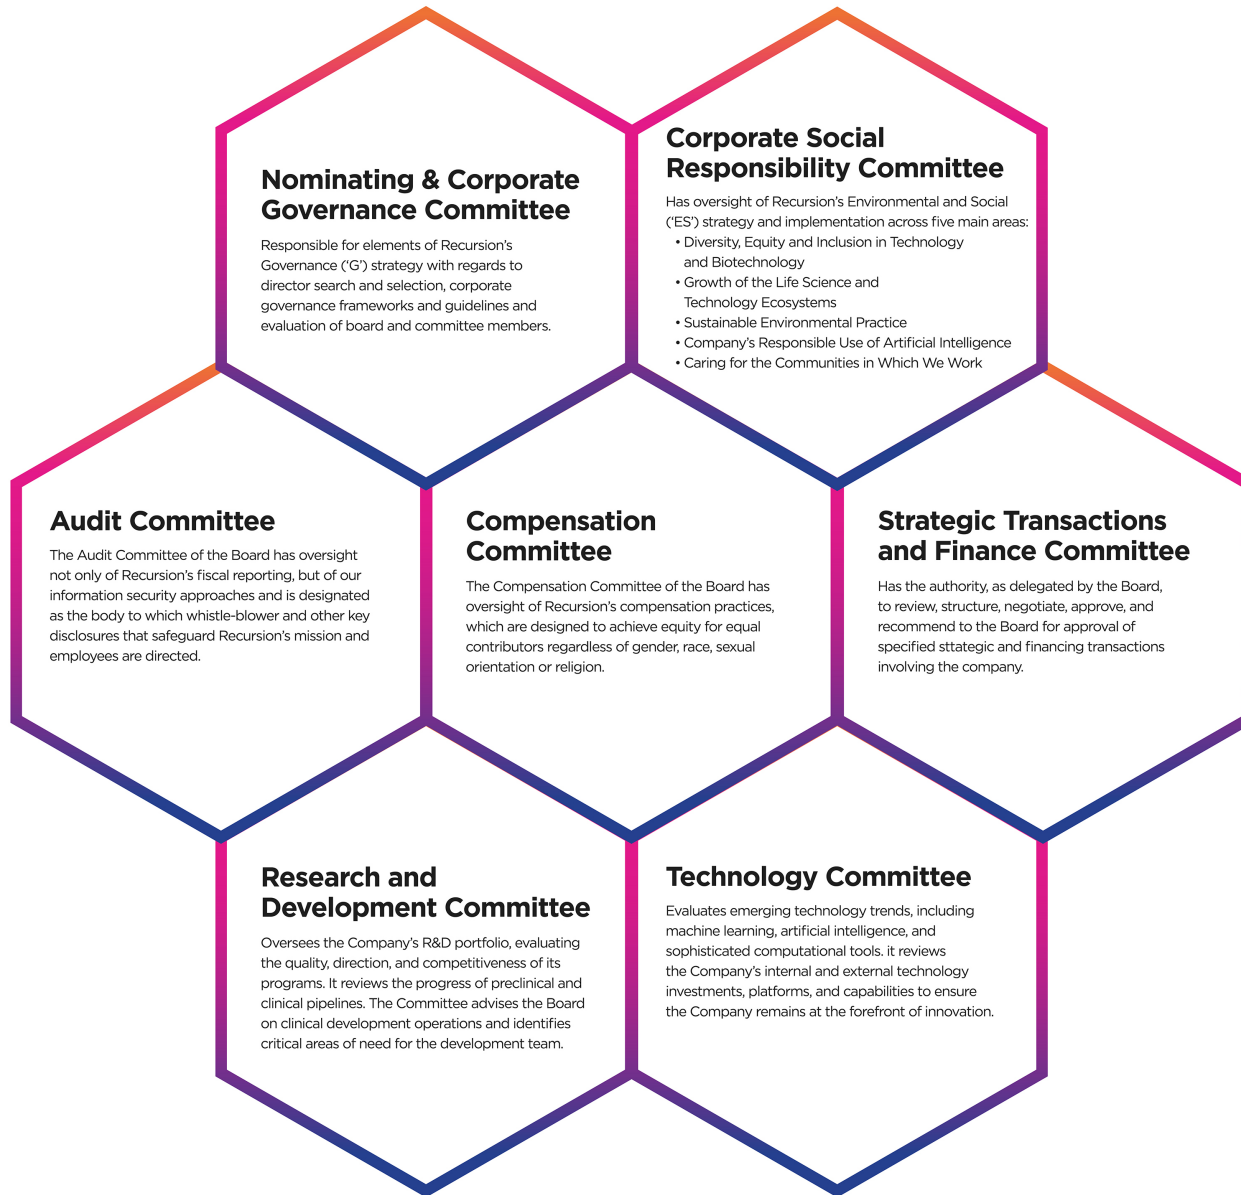 Nominating & Corporate
Governance Committee
Responsible for elements of Recursion’s
Governance (‘G’) strategy with regards to
director search and selection, corporate
governance frameworks and guidelines and
evaluation of board and committee members.
Corporate Social
Responsibility Committee
Has oversight of Recursion’s Environmental and Social
(‘ES’) strategy and implementation across five main areas:
• Diversity, Equity and Inclusion in Technology
and Biotechnology
• Growth of the Life Science and
Technology Ecosystems
• Sustainable Environmental Practice
• Company’s Responsible Use of Artificial Intelligence
• Caring for the Communities in Which We Work
Audit Committee
The Audit Committee of the Board has oversight
not only of Recursion’s fiscal reporting, but of our
information security approaches and is designated
as the body to which whistle-blower and other key
disclosures that safeguard Recursion’s mission and
employees are directed.
Compensation
Committee
The Compensation Committee of the Board has
oversight of Recursion’s compensation practices,
which are designed to achieve equity for equal
contributors regardless of gender, race, sexual
orientation or religion.
Strategic Transactions
and Finance Committee
Has the authority, as delegated by the Board,
to review, structure, negotiate, approve, and
recommend to the Board for approval of
specified sttategic and financing transactions
involving the company.
Research and
Development Committee
Oversees the Company’s R&D portfolio, evaluating
the quality, direction, and competitiveness of its
programs. It reviews the progress of preclinical and
clinical pipelines. The Committee advises the Board
on clinical development operations and identifies
critical areas of need for the development team.
Technology Committee
Evaluates emerging technology trends, including
machine learning, artificial intelligence, and
sophisticated computational tools. it reviews
the Company’s internal and external technology
investments, platforms, and capabilities to ensure
the Company remains at the forefront of innovation.